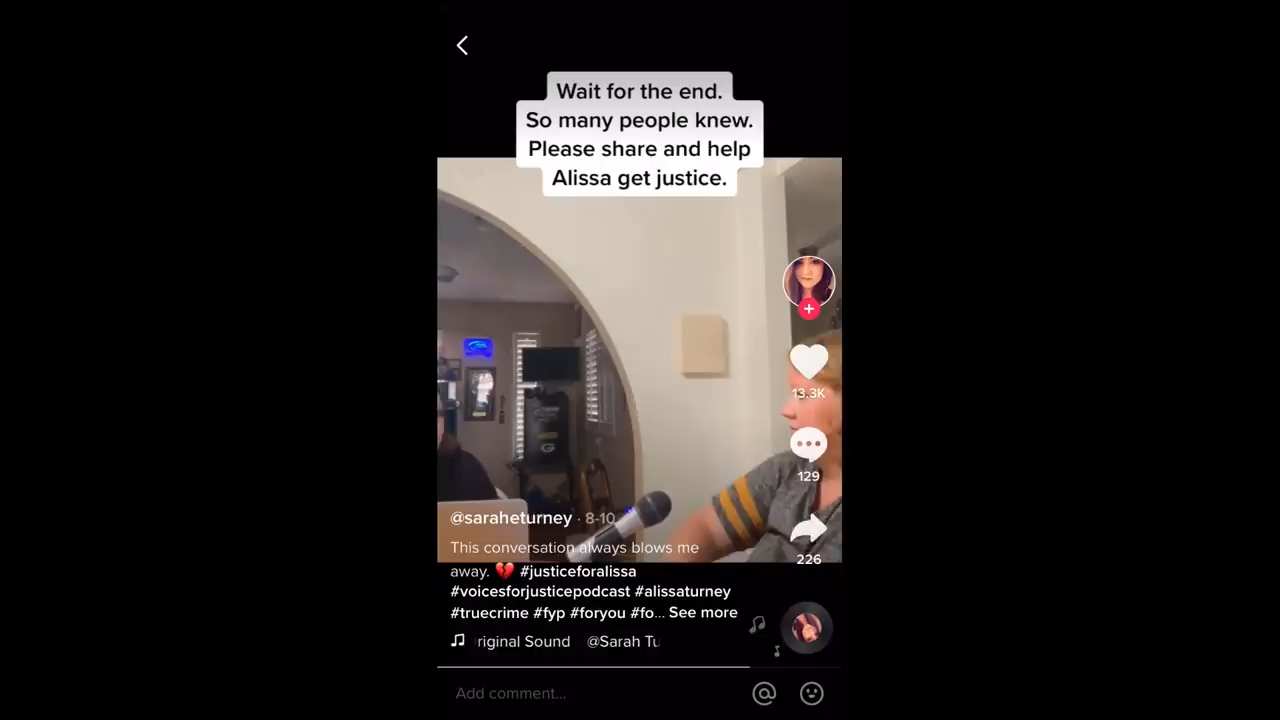 Wait for the end.
So many people knew.
Please share and help
Alissa get justice.
13.3K
129
226
@saraheturney · 8-10
This conversation always blows me
away. 💔 #justiceforalissa
#voicesforjusticepodcast #alissaturney
#truecrime #fyp #foryou #fo... See more
riginal Sound @Sarah Tu
Add comment...